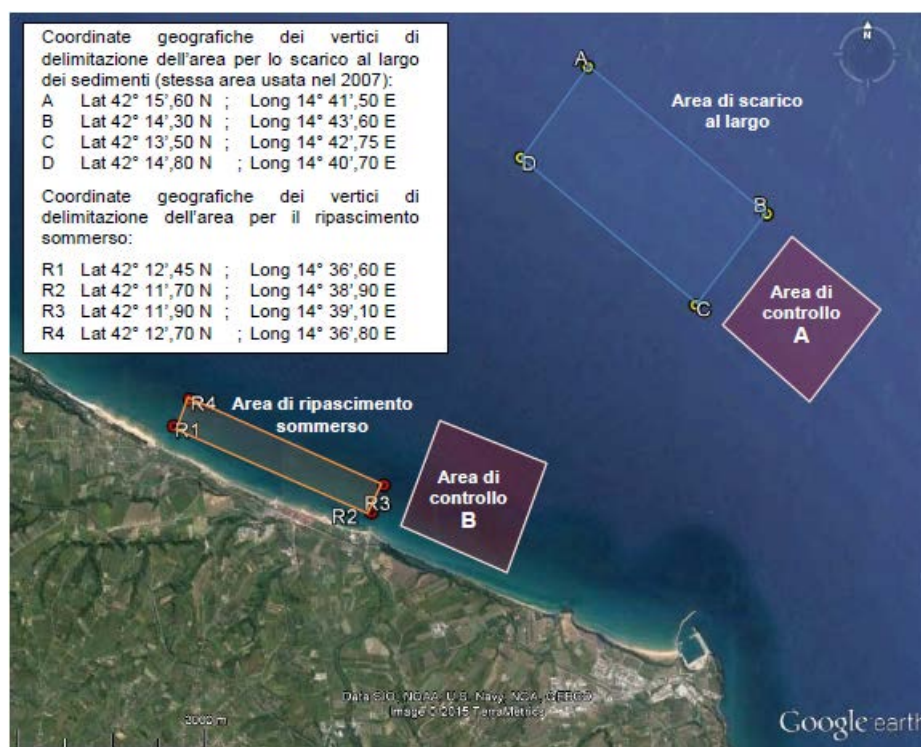 Coordinate geografiche dei vertici di
delimitazione dell'area per lo scarico al largo
dei sedimenti (stessa area usata nel 2007):
A Lat 42° 15',60 N ; Long 14° 41',50 E
B Lat 42° 14',30 N ; Long 14° 43',60 E
C Lat 42° 13',50 N ; Long 14° 42',75 E
D Lat 42° 14',80 N ; Long 14° 40',70 E
Coordinate geografiche dei vertici di
delimitazione dell'area per il ripascimento
sommerso:
R1 Lat 42° 12',45 N ; Long 14° 36',60 E
R2 Lat 42° 11',70 N ; Long 14° 38',90 E
R3 Lat 42° 11',90 N ; Long 14° 39',10 E
R4 Lat 42° 12',70 N ; Long 14° 36',80 E
N
A
Area di scarico
al largo
D
B
C
Area di
controllo
A
R4
Area di ripascimento
sommerso
R1
R3
R2
Area di
controllo
B
Data SIO, NOAA, U.S. Navy, NGA, GEBCO
Image © 2015 TerraMetrics
3000 m
Google earth